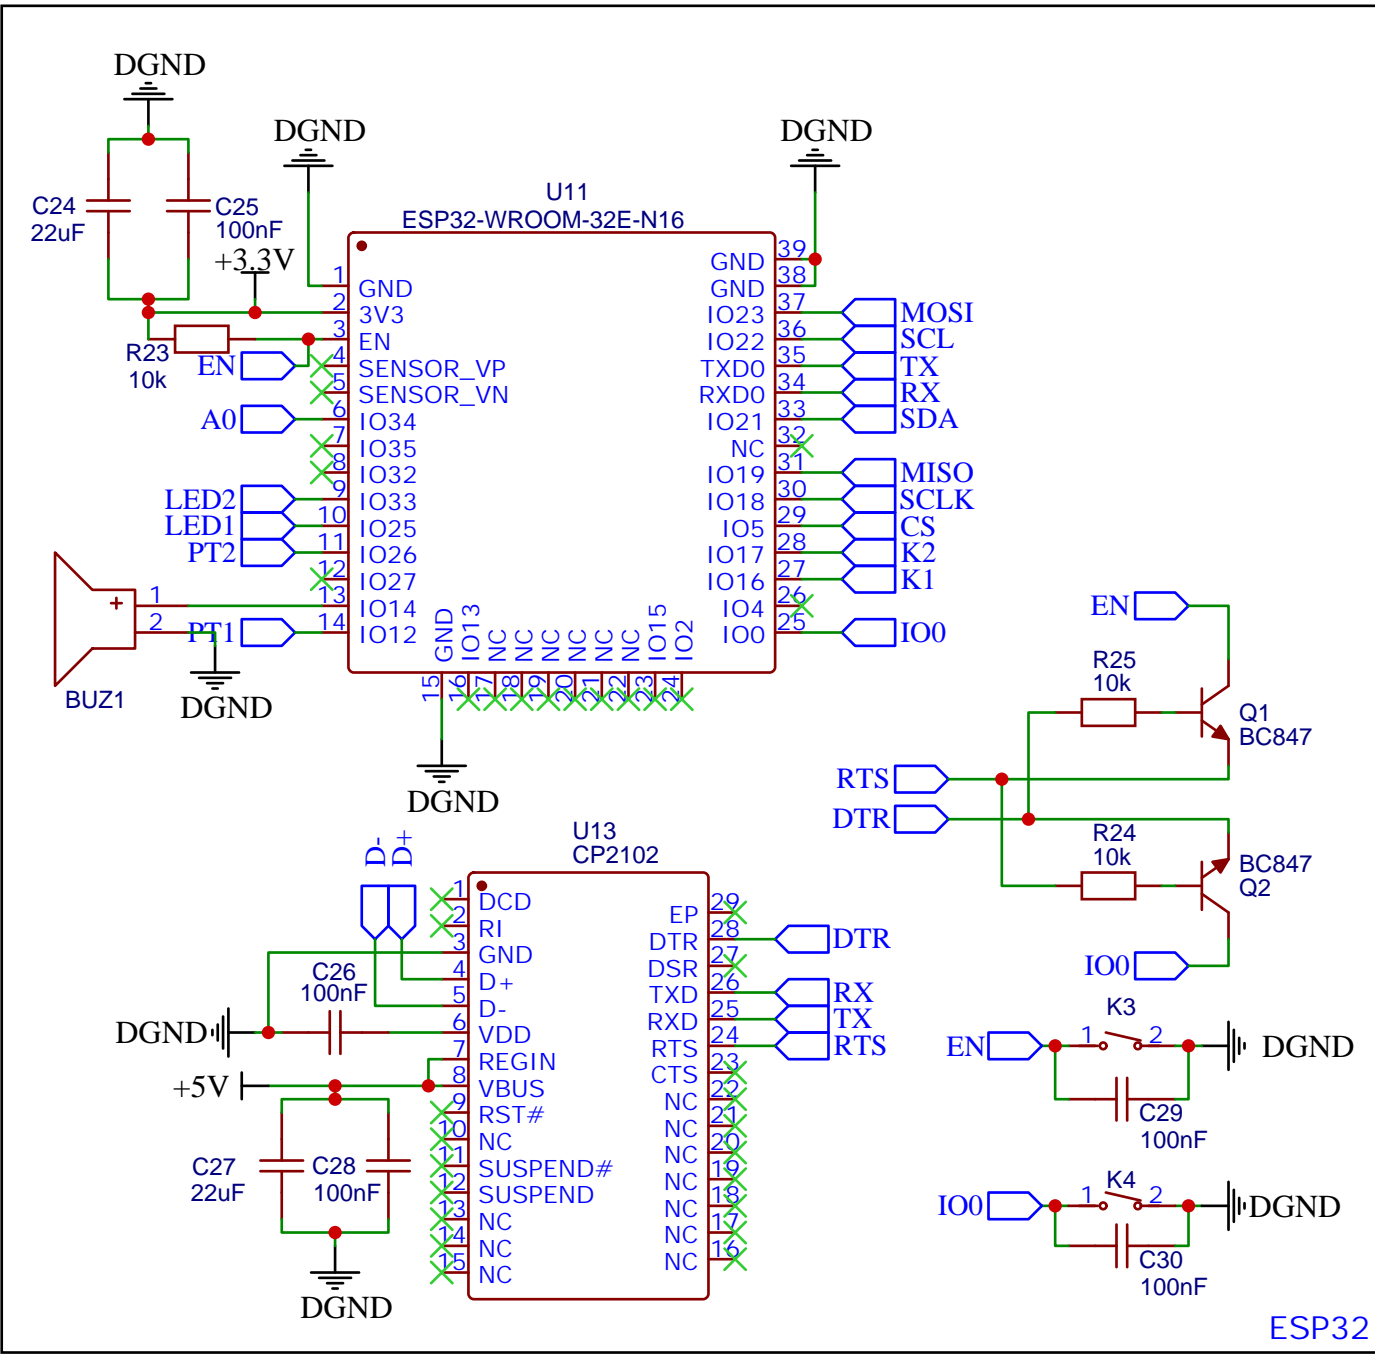 DGND
C24
22uF
C25
100nF
+3.3V
DGND
DGND
U11
ESP32-WROOM-32E-N16
R23
10k
EN
A0
LED2
LED1
PT2
PT1
1
2
BUZ1
DGND
1 GND
2 3V3
3 EN
4 SENSOR_VP
5 SENSOR_VN
6 IO34
7 IO35
8 IO32
9 IO33
10 IO25
11 IO26
12 IO27
13 IO14
14 IO12
15 GND
16 IO13
17 NC
18 NC
19 NC
20 NC
21 NC
22 NC
23 IO15
24 IO2
GND 39
GND 38
IO23 37 MOSI
IO22 36 SCL
TXD0 35 TX
RXD0 34 RX
IO21 33 SDA
NC 32
IO19 31 MISO
IO18 30 SCLK
IO5 29 CS
IO17 28 K2
IO16 27 K1
IO4 26
IO0 25 IO0
DGND
EN
R25
10k
Q1
BC847
RTS
DTR
R24
10k
BC847
Q2
IO0
D-
D+
U13
CP2102
1 DCD
2 RI
3 GND
4 D+
5 D-
6 VDD
7 REGIN
8 VBUS
9 RST#
10 NC
11 SUSPEND#
12 SUSPEND
13 NC
14 NC
15 NC
EP 29
DTR 28 DTR
DSR 27
TXD 26 RX
RXD 25 TX
RTS 24 RTS
CTS 23
NC 22
NC 21
NC 20
NC 19
NC 18
NC 17
NC 16
C26
100nF
DGND
+5V
C27
22uF
C28
100nF
DGND
K3
EN 1 2 DGND
C29
100nF
K4
IO0 1 2 DGND
C30
100nF
ESP32